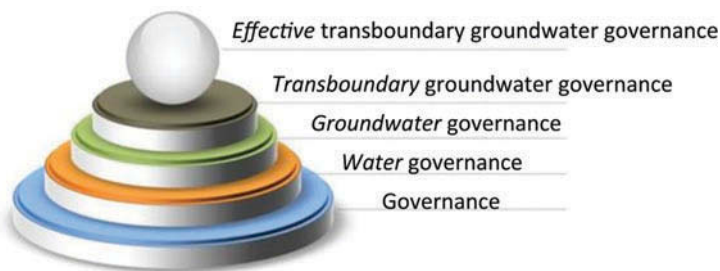 Effective transboundary groundwater governance
Transboundary groundwater governance
Groundwater governance
Water governance
Governance